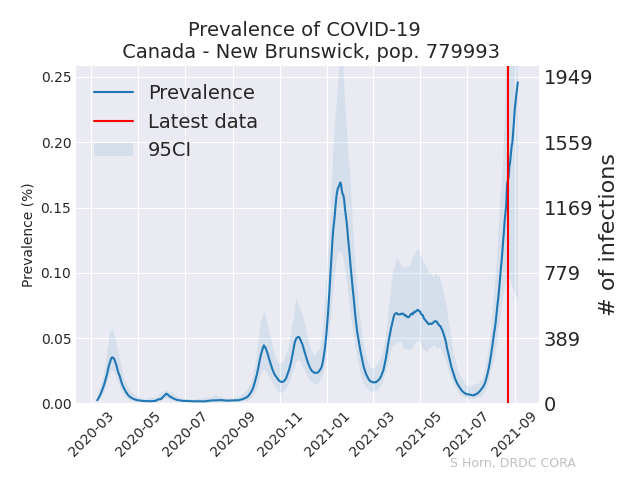 Prevalence of COVID-19
Canada - New Brunswick, pop. 779993
Prevalence
Latest data
95CI
0.25
0.20
0.15
0.10
0.05
0.00
Prevalence (%)
1949
1559
1169
779
389
0
# of infections
2020-03
2020-05
2020-07
2020-09
2020-11
2021-01
2021-03
2021-05
2021-07
2021-09
S Horn, DRDC CORA